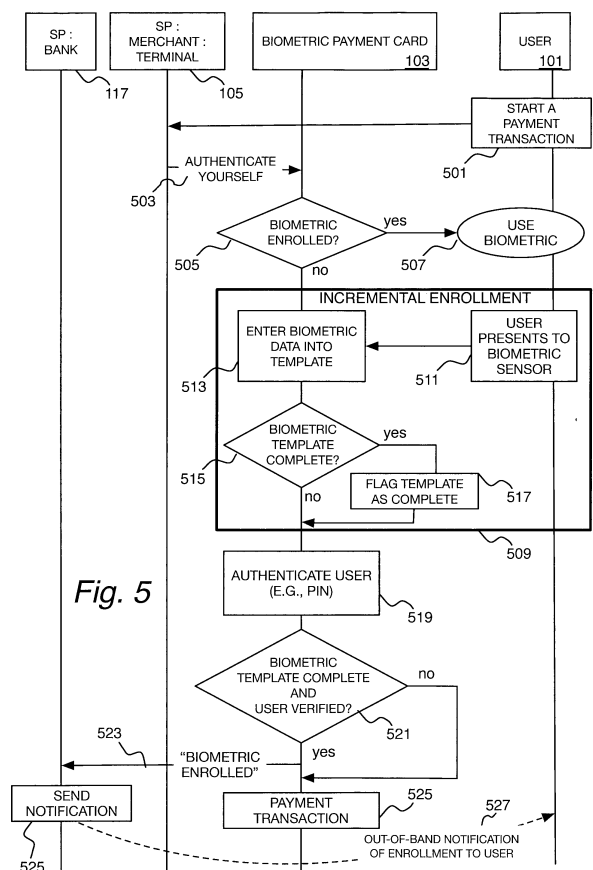 SP :
BANK
117
SP :
MERCHANT :
TERMINAL
105
BIOMETRIC PAYMENT CARD
103
USER
101
START A
PAYMENT
TRANSACTION
501
AUTHENTICATE
YOURSELF
503
BIOMETRIC
ENROLLED?
505
yes
no
USE
BIOMETRIC
507
INCREMENTAL ENROLLMENT
ENTER BIOMETRIC
DATA INTO
TEMPLATE
513
USER
PRESENTS TO
BIOMETRIC
SENSOR
511
BIOMETRIC
TEMPLATE
COMPLETE?
515
yes
no
FLAG TEMPLATE
AS COMPLETE
517
509
Fig. 5
AUTHENTICATE USER
(E.G., PIN)
519
BIOMETRIC
TEMPLATE COMPLETE
AND
USER VERIFIED?
521
no
yes
523
“BIOMETRIC
ENROLLED”
SEND
NOTIFICATION
525
PAYMENT
TRANSACTION
525
527
OUT-OF-BAND NOTIFICATION
OF ENROLLMENT TO USER